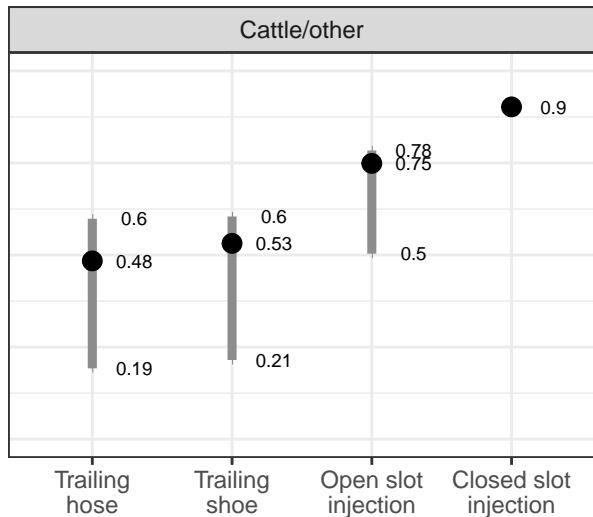 Cattle/other
0.9
0.78
0.75
0.6
0.6
0.53
0.48
0.5
0.21
0.19
Trailing
hose
Trailing
shoe
Open slot
injection
Closed slot
injection